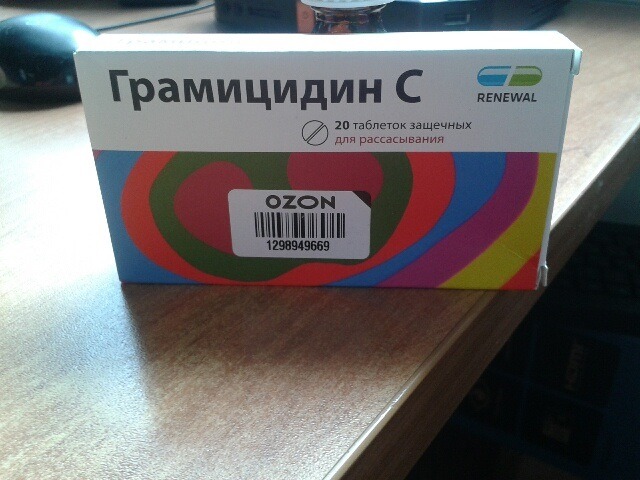 Грамицидин С
RENEWAL
20 таблеток защечных
для рассасывания
OZON
1298949669